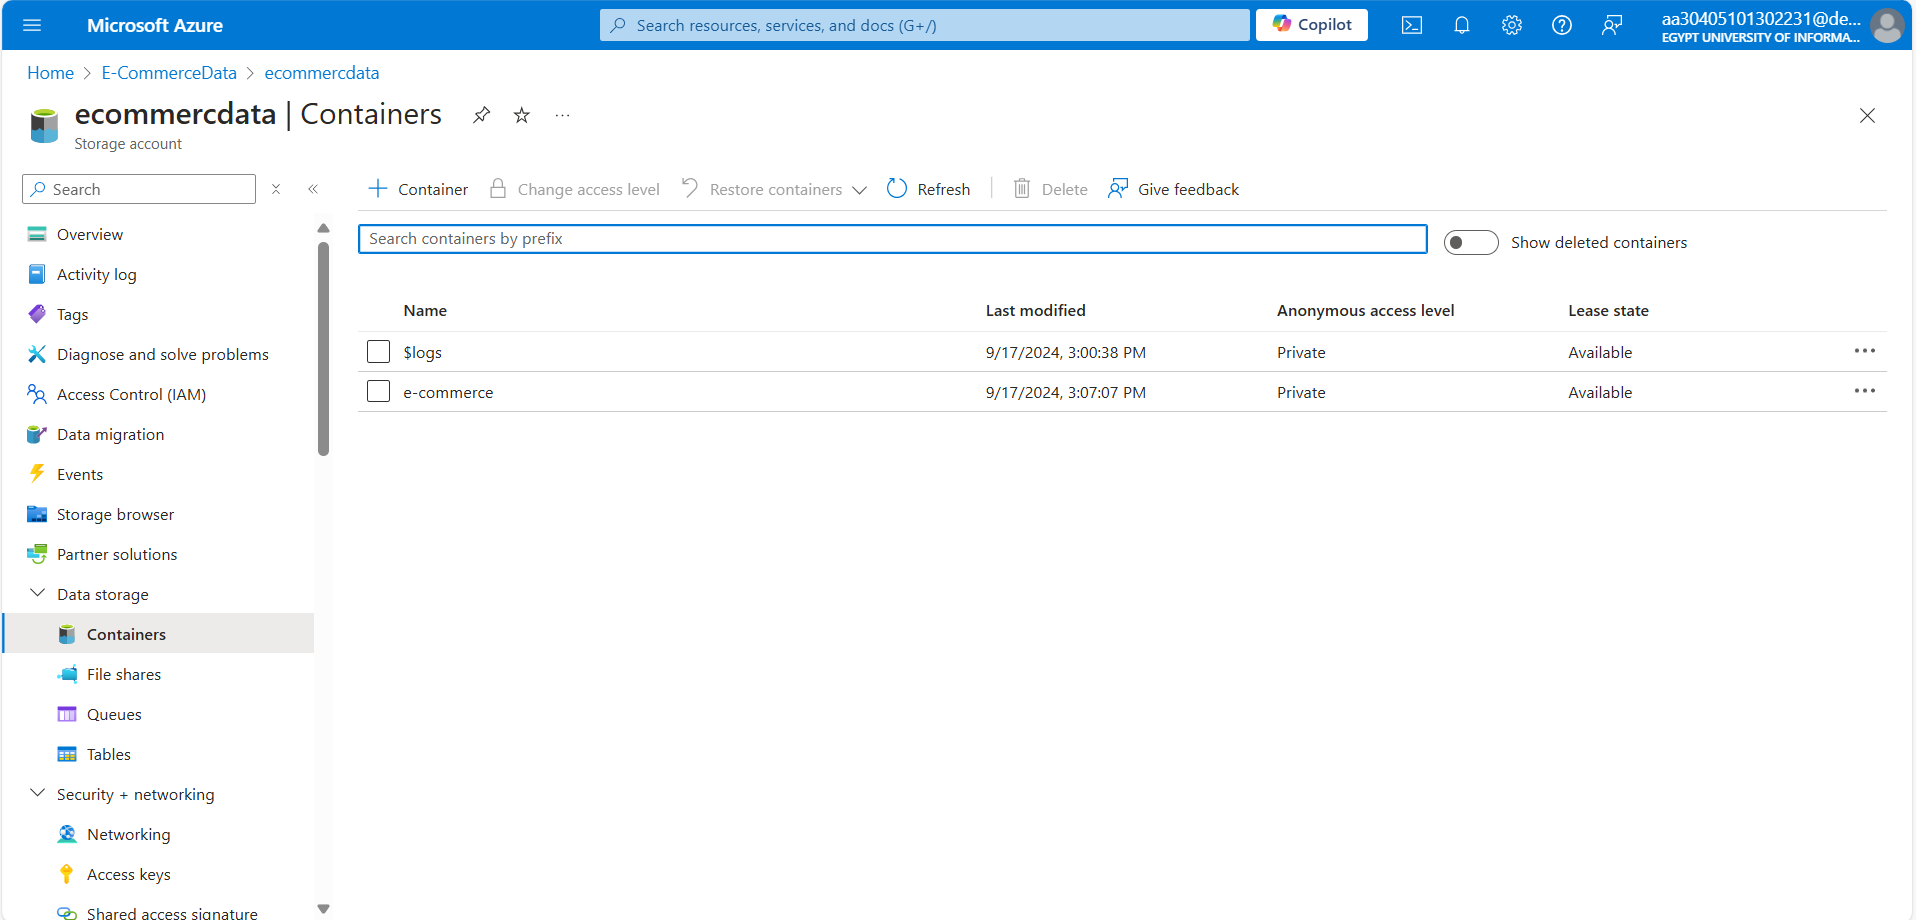 Microsoft Azure
Search resources, services, and docs (G+/)
Copilot
aa30405101302231@de...
EGYPT UNIVERSITY OF INFORMA...
Home > E-CommerceData > ecommercdata
ecommercdata | Containers
Storage account
Search
Container
Change access level
Restore containers
Refresh
Delete
Give feedback
Search containers by prefix
Show deleted containers
Overview
Activity log
Tags
Diagnose and solve problems
Access Control (IAM)
Data migration
Events
Storage browser
Partner solutions
Data storage
Containers
File shares
Queues
Tables
Security + networking
Networking
Access keys
Shared access signature
Name Last modified Anonymous access level Lease state
$logs 9/17/2024, 3:00:38 PM Private Available
e-commerce 9/17/2024, 3:07:07 PM Private Available